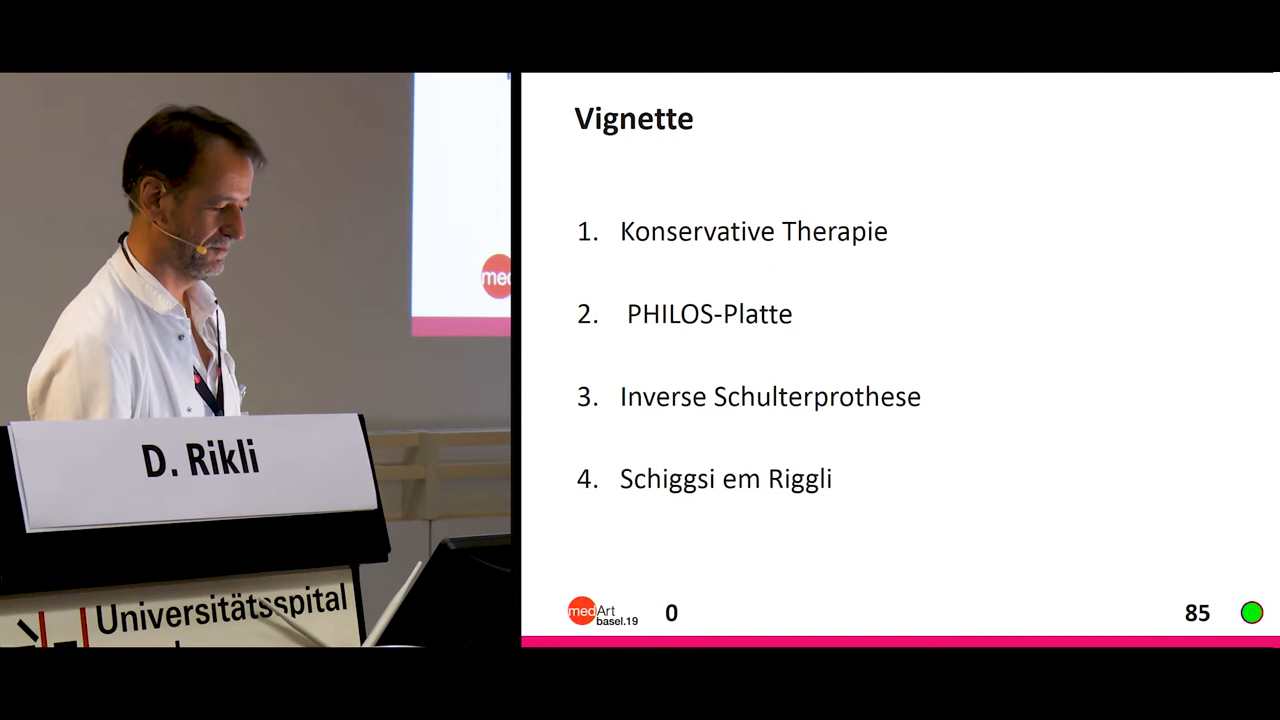 Vignette
1. Konservative Therapie
2. PHILOS-Platte
3. Inverse Schulterprothese
4. Schiggsi em Riggli
medArt
basel.19
0
85
med
D. Rikli
Universitätsspital